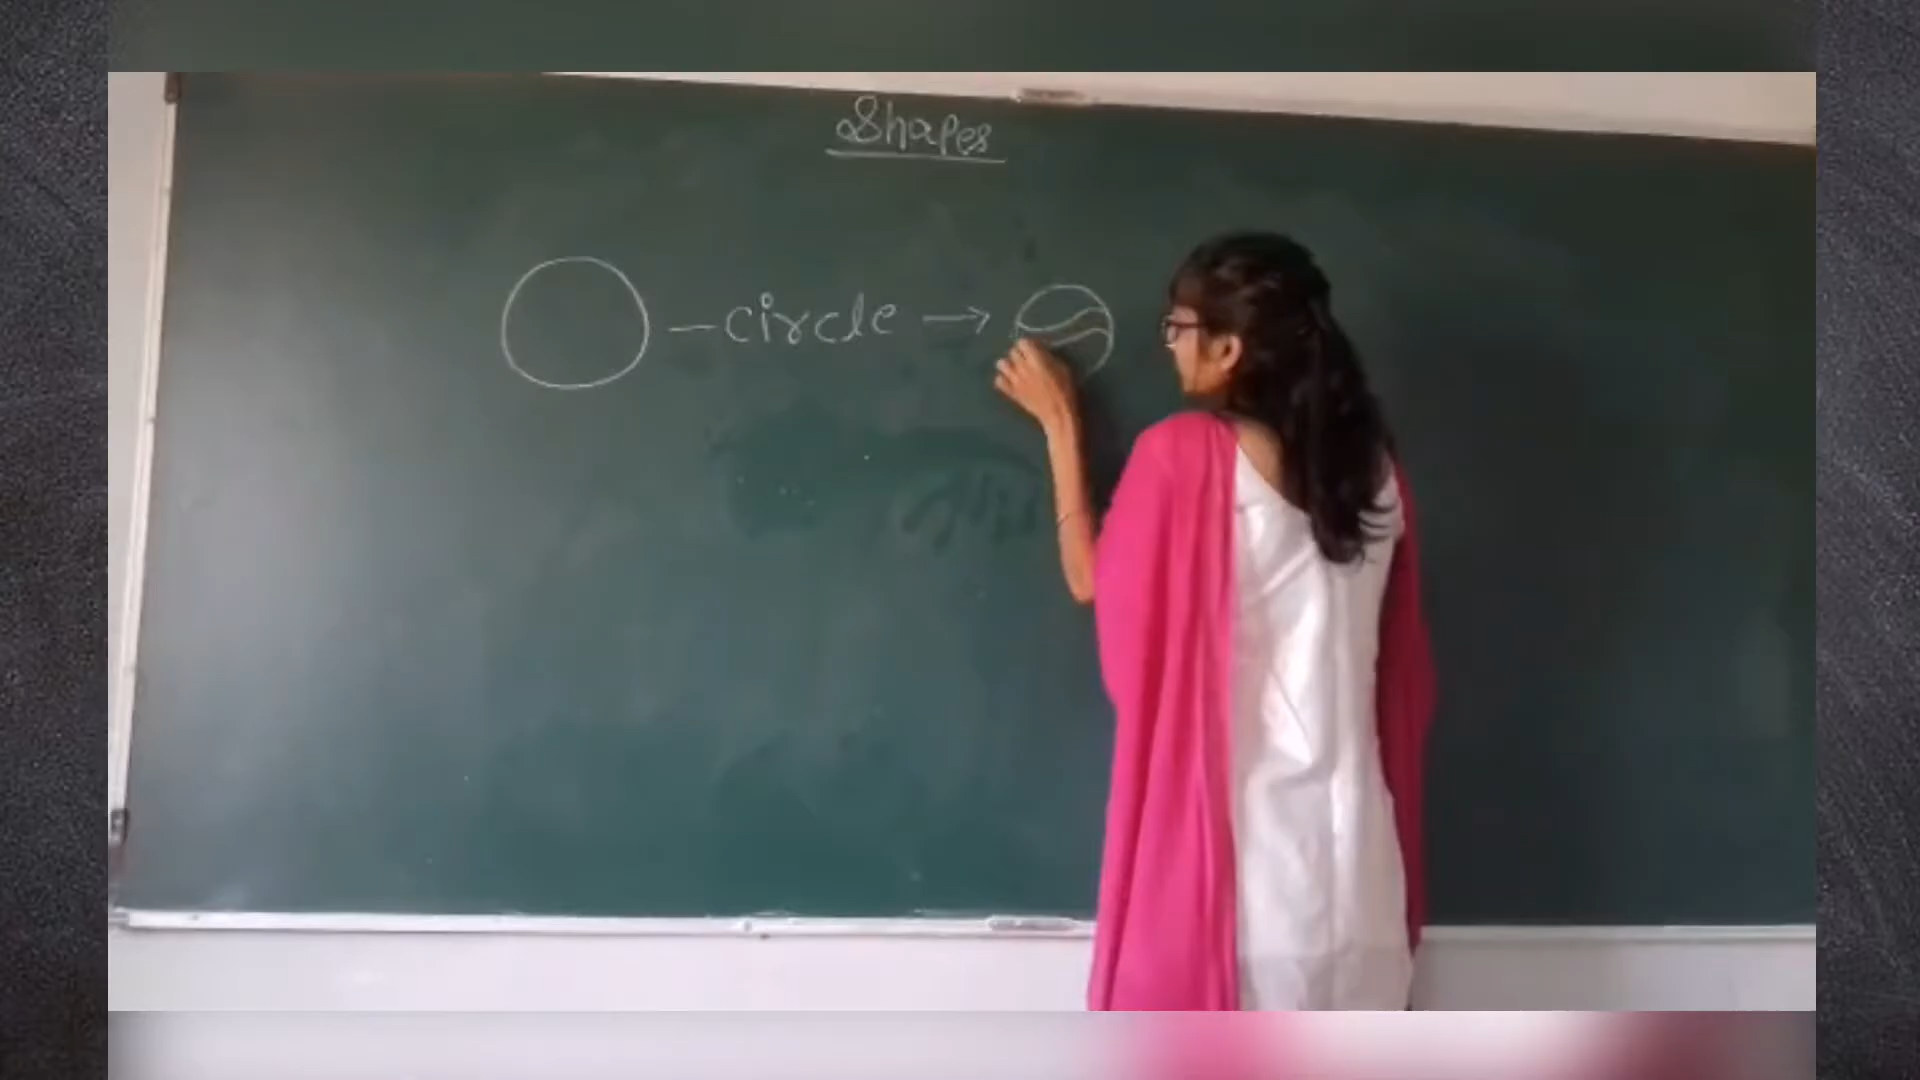 Shapes
— circle →